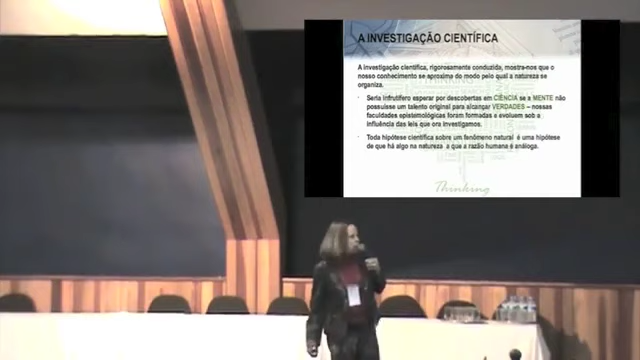 A INVESTIGAÇÃO CIENTÍFICA
A investigação científica, rigorosamente conduzida, mostra-nos que o
nosso conhecimento se aproxima do modo pelo qual a natureza se
organiza.
Seria infrutífero esperar por descobertas em CIÊNCIA se a MENTE não
possuísse um talento original para alcançar VERDADES – nossas
faculdades epistemológicas foram formadas e evoluem sob a
influência das leis que ora investigamos.
Toda hipótese científica sobre um fenômeno natural é uma hipótese
de que há algo na natureza a que a razão humana é análoga.
Thinking